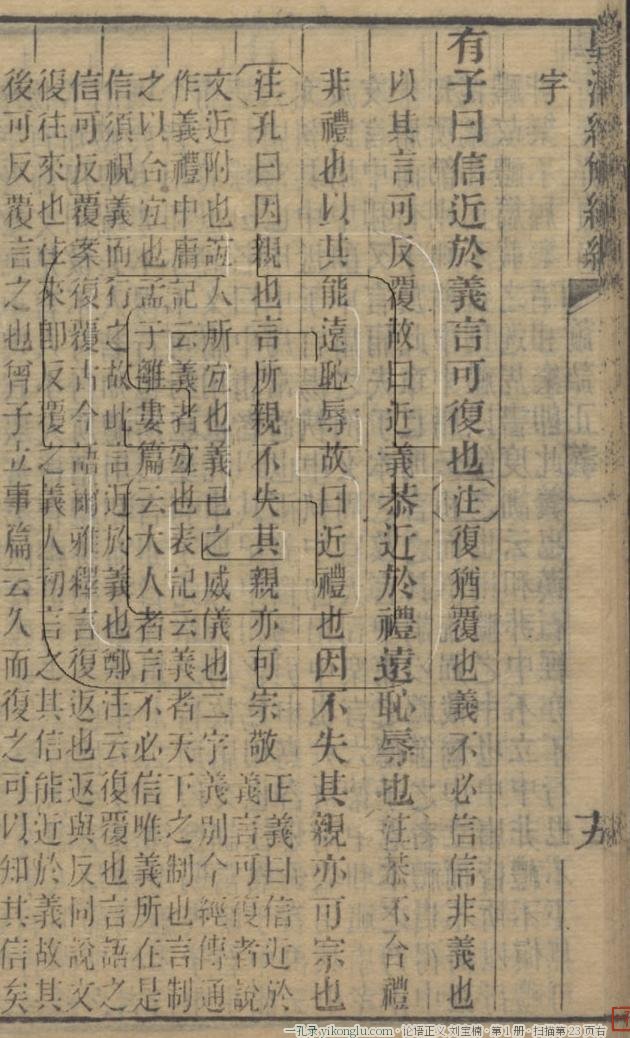 字
有子曰信近於義言可復也注復猶覆也義不必信信非義也
以其言可反覆故曰近義恭近於禮遠恥辱也注恭不合禮
非禮也以其能遠恥辱故曰近禮也因不失其親亦可宗也
注孔曰因親也言所親不失其親亦可宗敬
正義曰信近於
義言可復者說
文近附也誼人所宜也義己之威儀也二字義別今經傳通
作義禮中庸記云義者宜也表記云義者天下之制也言制
之以合宜也孟子離婁篇云大人者言不必信唯義所在是
信須視義而行之故此言近於義也鄭注云復覆也言語之
信可反覆案復覆古今語爾雅釋言復返也返與反同說文
復往來也往來即反覆之義人初言之其信能近於義故其
後可反覆言之也曾子立事篇云久而復之可以知其信矣
一孔录yikonglu.com·论语正义 刘宝楠·第1册·扫描第23页右